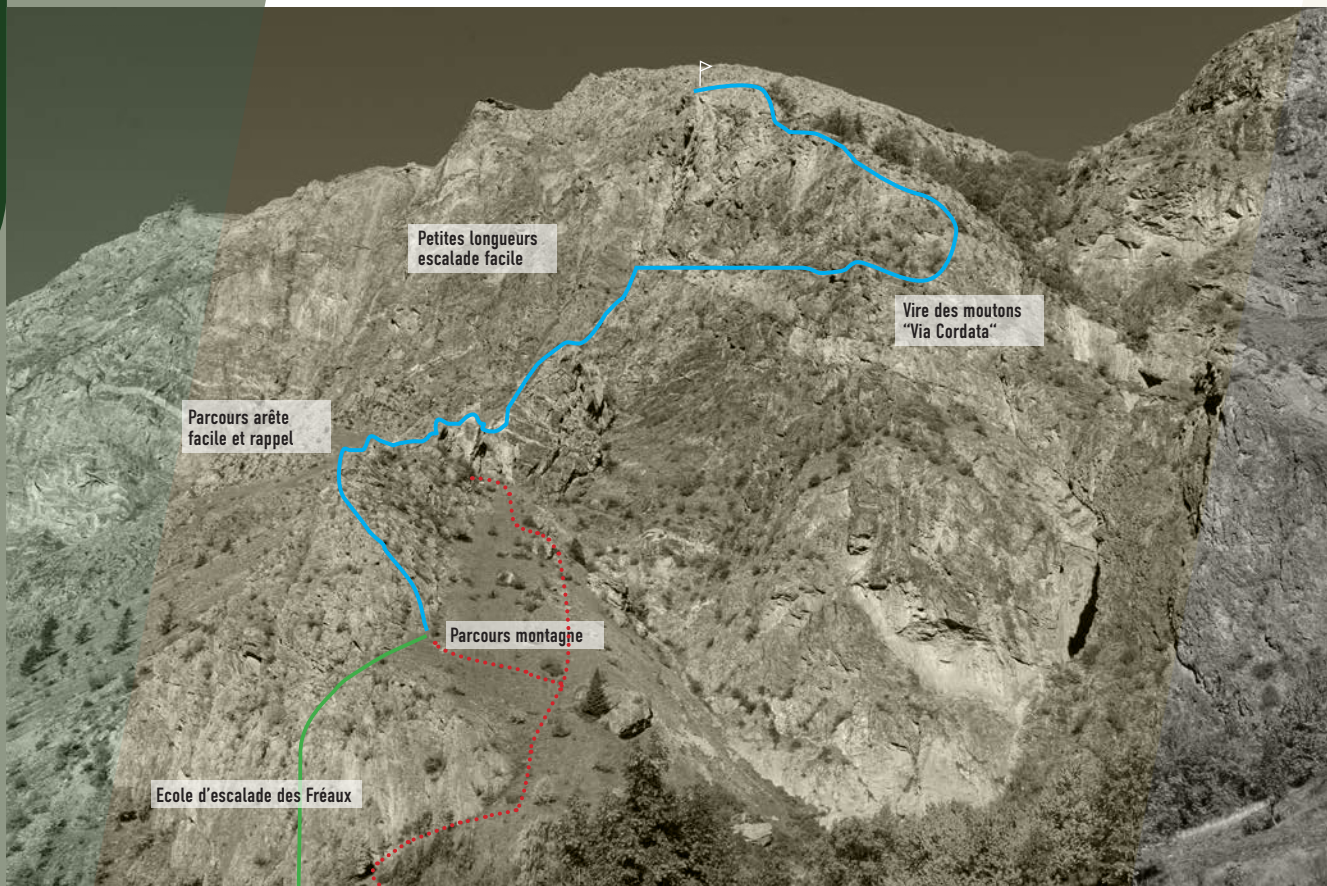 Petites longueurs
escalade facile
Vire des moutons
“Via Cordata“
Parcours arête
facile et rappel
Parcours montagne
Ecole d’escalade des Fréaux